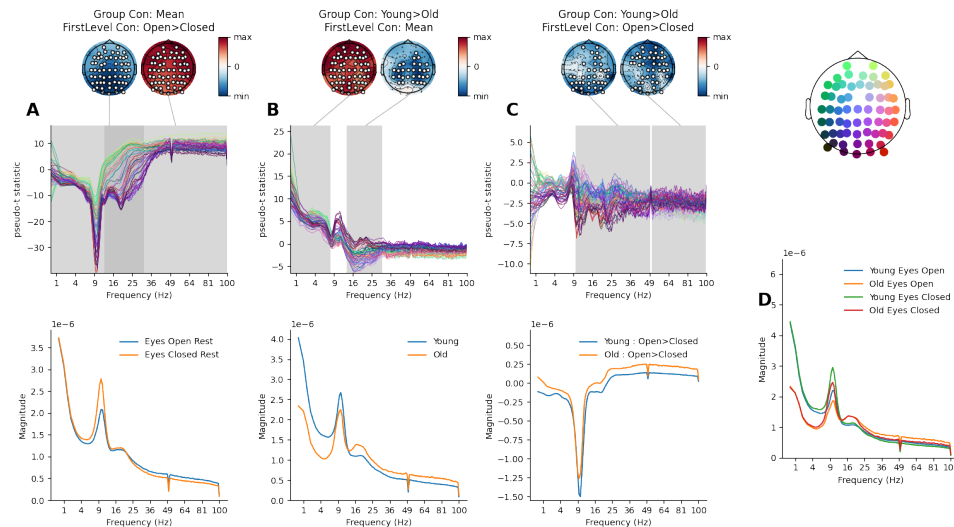 Group Con: Mean
FirstLevel Con: Open>Closed
max
0
min
A
10
0
−10
−20
−30
pseudo-t statistic
1 4 9 16 25 36 49 64 81 100
Frequency (Hz)
Group Con: Young>Old
FirstLevel Con: Mean
max
0
min
B
25
20
15
10
5
0
−5
pseudo-t statistic
1 4 9 16 25 36 49 64 81 100
Frequency (Hz)
Group Con: Young>Old
FirstLevel Con: Open>Closed
max
0
min
C
5.0
2.5
0.0
−2.5
−5.0
−7.5
−10.0
pseudo-t statistic
1 4 9 16 25 36 49 64 81 100
Frequency (Hz)
1e−6
Eyes Open Rest
Eyes Closed Rest
3.5
3.0
2.5
2.0
1.5
1.0
0.5
0.0
Magnitude
1 4 9 16 25 36 49 64 81 100
Frequency (Hz)
1e−6
Young
Old
4.0
3.5
3.0
2.5
2.0
1.5
1.0
0.5
0.0
Magnitude
1 4 9 16 25 36 49 64 81 100
Frequency (Hz)
1e−6
Young : Open>Closed
Old : Open>Closed
0.25
0.00
−0.25
−0.50
−0.75
−1.00
−1.25
−1.50
Magnitude
1 4 9 16 25 36 49 64 81 100
Frequency (Hz)
1e−6
D
Young Eyes Open
Old Eyes Open
Young Eyes Closed
Old Eyes Closed
6
5
4
3
2
1
0
Magnitude
1 4 9 16 25 49 64 81 10
Frequency (Hz)